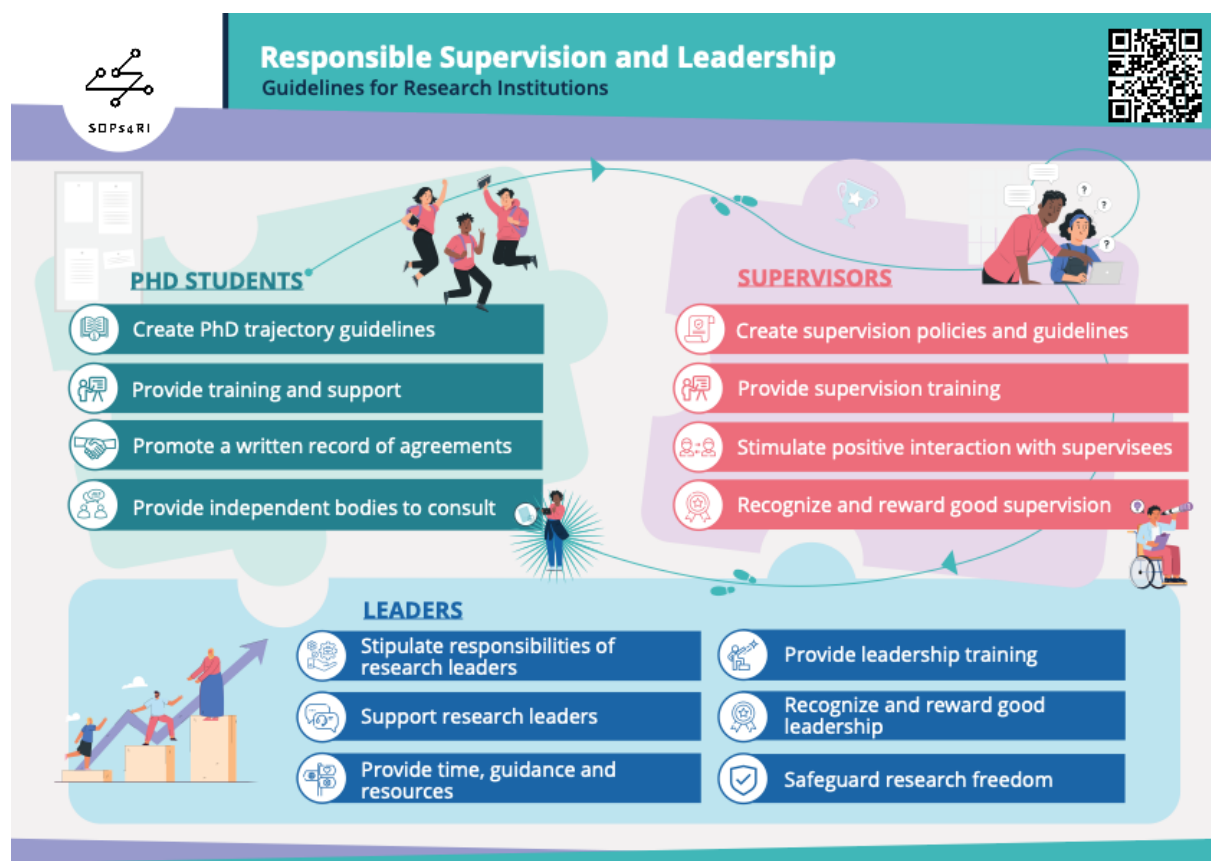 SOPs4RI
Responsible Supervision and Leadership
Guidelines for Research Institutions
PHD STUDENTS
Create PhD trajectory guidelines
Provide training and support
Promote a written record of agreements
Provide independent bodies to consult
SUPERVISORS
Create supervision policies and guidelines
Provide supervision training
Stimulate positive interaction with supervisees
Recognize and reward good supervision
LEADERS
Stipulate responsibilities of
research leaders
Support research leaders
Provide time, guidance and
resources
Provide leadership training
Recognize and reward good
leadership
Safeguard research freedom